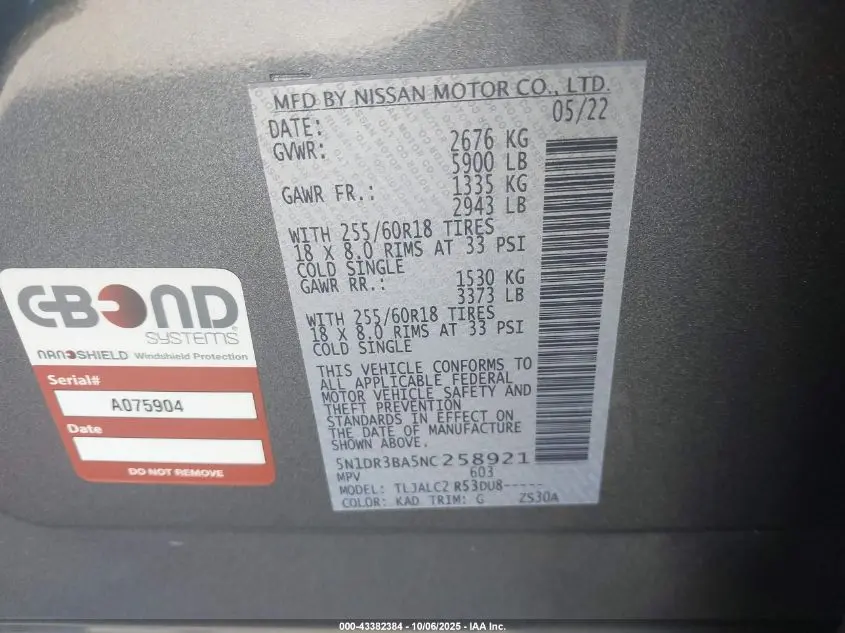 MFD BY NISSAN MOTOR CO., LTD.
DATE: 05/22
GVWR: 2676 KG
5900 LB
GAWR FR.: 1335 KG
2943 LB
WITH 255/60R18 TIRES
18 X 8.0 RIMS AT 33 PSI
COLD SINGLE
GAWR RR.: 1530 KG
3373 LB
WITH 255/60R18 TIRES
18 X 8.0 RIMS AT 33 PSI
COLD SINGLE
THIS VEHICLE CONFORMS TO
ALL APPLICABLE FEDERAL
MOTOR VEHICLE SAFETY AND
THEFT PREVENTION
STANDARDS IN EFFECT ON
THE DATE OF MANUFACTURE
SHOWN ABOVE.
5N1DR3BA5NC258921
MPV 603
MODEL: TLJALC2 R53DU8-----
COLOR: KAD TRIM: G ZS30A
C-BOND
SYSTEMS®
NANOSHIELD Windshield Protection
Serial#
A075904
Date
DO NOT REMOVE
000-43382384 - 10/06/2025 - IAA Inc.